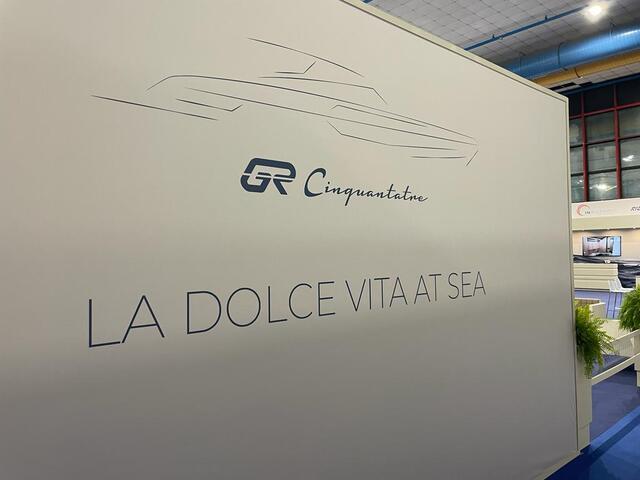 GR Cinquantatre
LA DOLCE VITA AT SEA